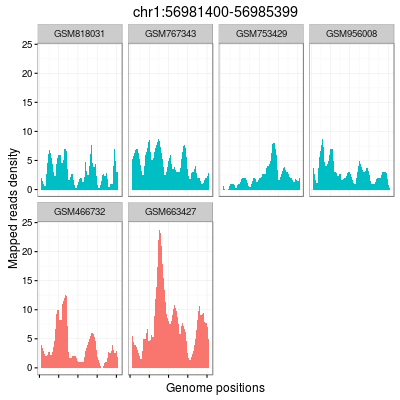 chr1:56981400-56985399
GSM818031 GSM767343 GSM753429 GSM956008
25
20
15
10
5
0
GSM466732 GSM663427
25
20
15
10
5
0
Mapped reads density
Genome positions